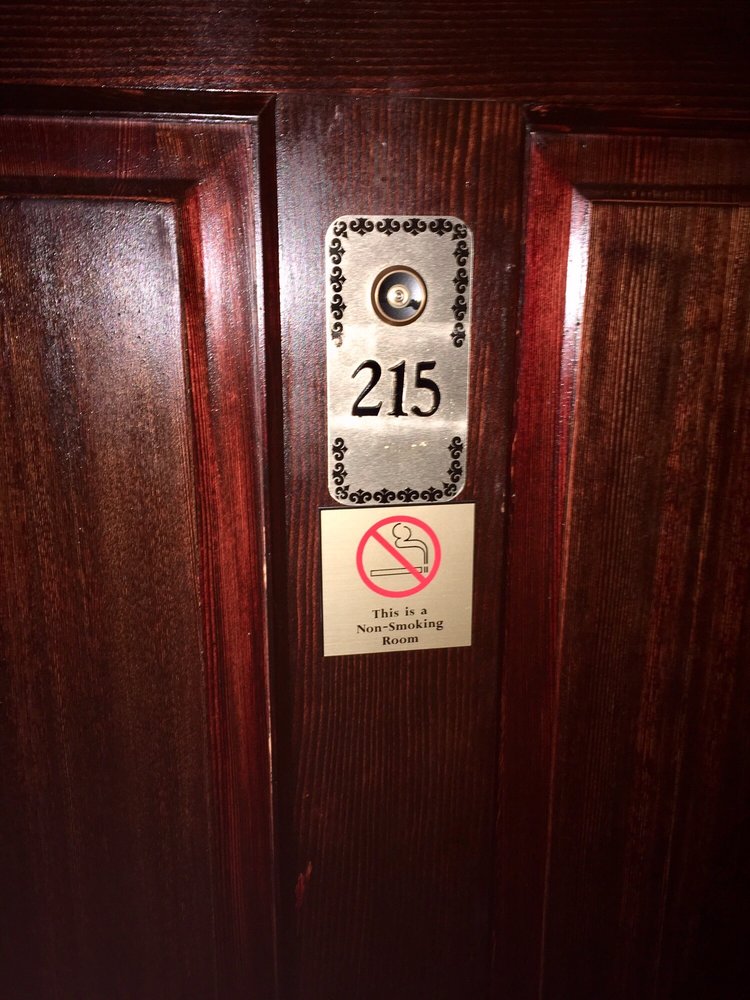 215
This is a
Non-Smoking
Room